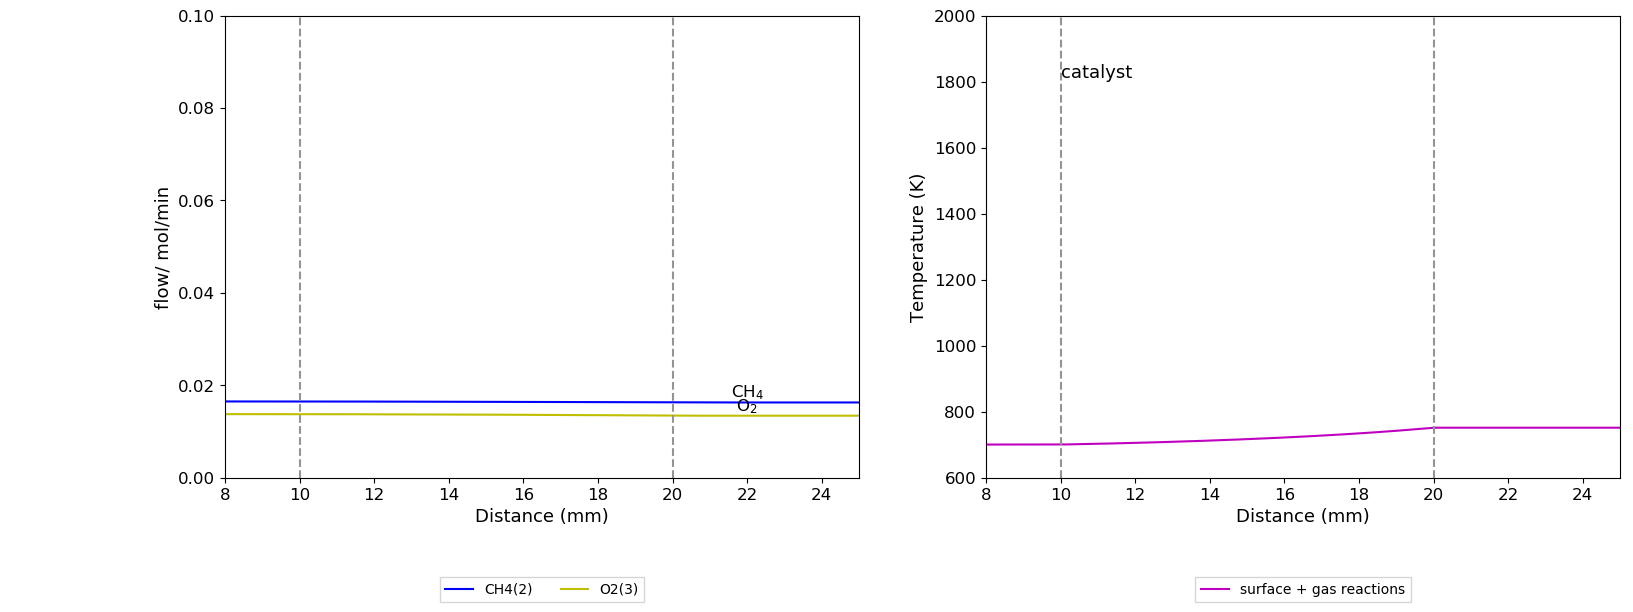 0.10
0.08
0.06
0.04
0.02
0.00
flow/ mol/min
CH₄
O₂
8 10 12 14 16 18 20 22 24
Distance (mm)
CH4(2) O2(3)
2000
1800
1600
1400
1200
1000
800
600
Temperature (K)
catalyst
8 10 12 14 16 18 20 22 24
Distance (mm)
surface + gas reactions